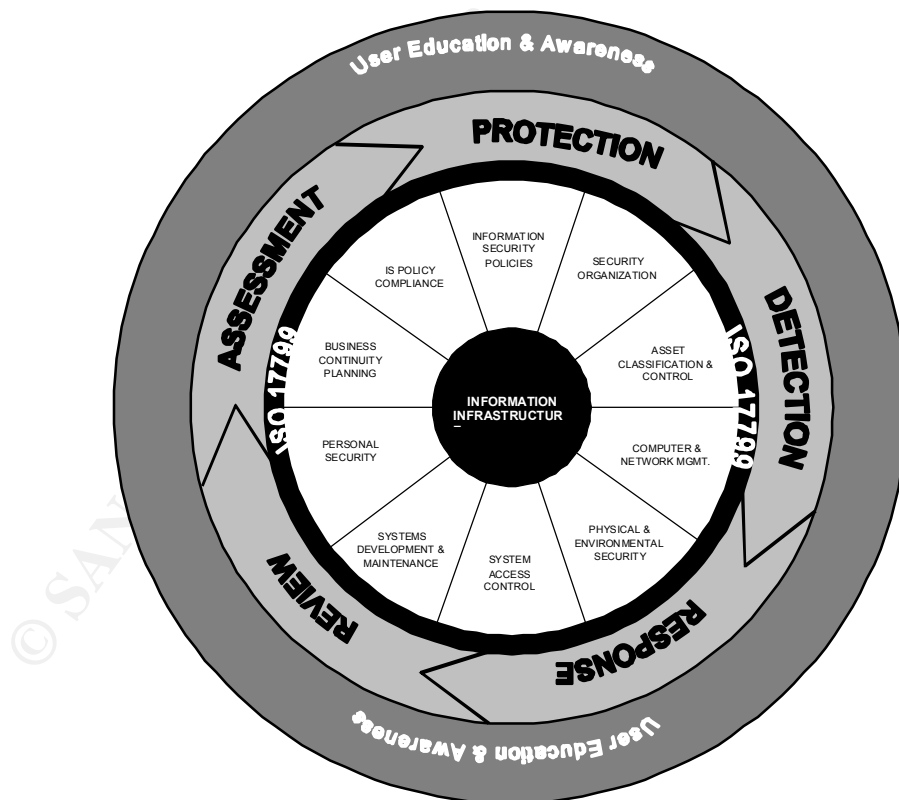 User Education & Awareness
PROTECTION
ASSESSMENT
DETECTION
RESPONSE
REVIEW
ISO 17799
ISO 17799
INFORMATION
SECURITY
POLICIES
SECURITY
ORGANIZATION
ASSET
CLASSIFICATION &
CONTROL
COMPUTER &
NETWORK MGMT.
PHYSICAL &
ENVIRONMENTAL
SECURITY
SYSTEM
ACCESS
CONTROL
SYSTEMS
DEVELOPMENT &
MAINTENANCE
PERSONAL
SECURITY
BUSINESS
CONTINUITY
PLANNING
IS POLICY
COMPLIANCE
INFORMATION
INFRASTRUCTUR
User Education & Awareness
© SAN